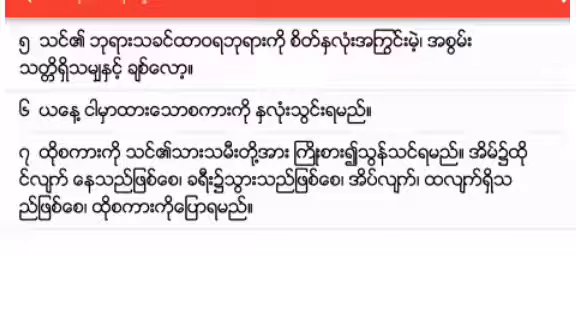 ၅ သင်၏ ဘုရားသခင်ထာဝရဘုရားကို စိတ်နှလုံးအကြွင်းမဲ့၊ အစွမ်း
သတ္တိရှိသမျှနှင့် ချစ်လော့။
၆ ယနေ့ ငါမှာထားသောစကားကို နှလုံးသွင်းရမည်။
၇ ထိုစကားကို သင်၏သားသမီးတို့အား ကြိုးစား၍သွန်သင်ရမည်။ အိမ်၌ထို
င်လျက် နေသည်ဖြစ်စေ၊ ခရီး၌သွားသည်ဖြစ်စေ၊ အိပ်လျက်၊ ထလျက်ရှိသ
ည်ဖြစ်စေ၊ ထိုစကားကိုပြောရမည်။